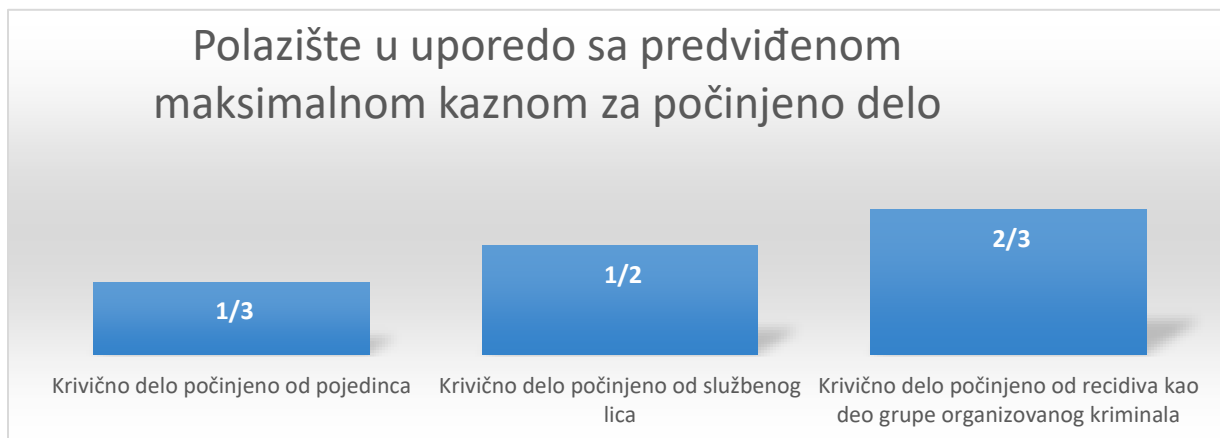 Polazište u uporedo sa predviđenom
maksimalnom kaznom za počinjeno delo
1/3
1/2
2/3
Krivično delo počinjeno od pojedinca
Krivično delo počinjeno od službenog
lica
Krivično delo počinjeno od recidiva kao
deo grupe organizovanog kriminala